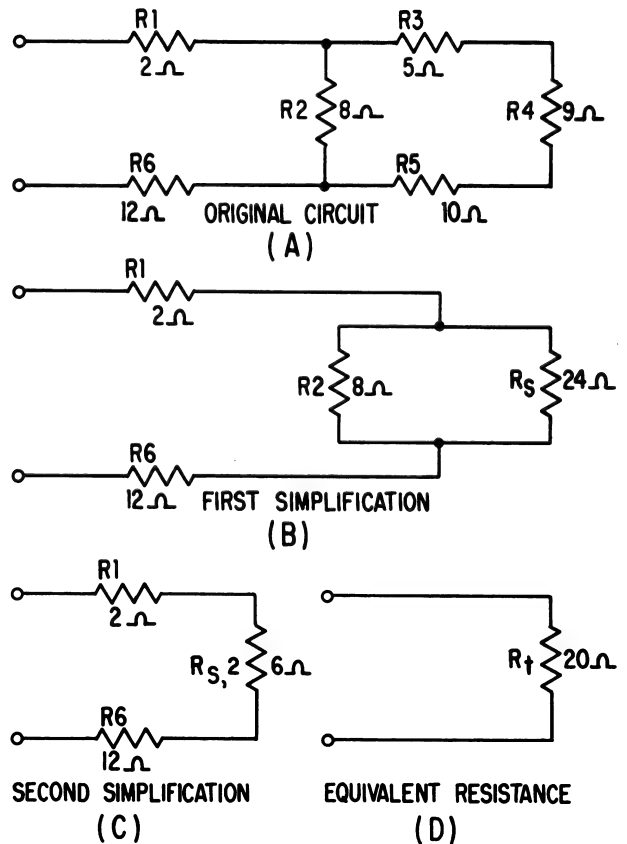 R1
2Ω
R3
5Ω
R2 8Ω
R4 9Ω
R6
12Ω
R5
10Ω
ORIGINAL CIRCUIT
(A)
R1
2Ω
R2 8Ω
Rs 24Ω
R6
12Ω
FIRST SIMPLIFICATION
(B)
R1
2Ω
Rs,2 6Ω
R6
12Ω
SECOND SIMPLIFICATION
(C)
Rt 20Ω
EQUIVALENT RESISTANCE
(D)